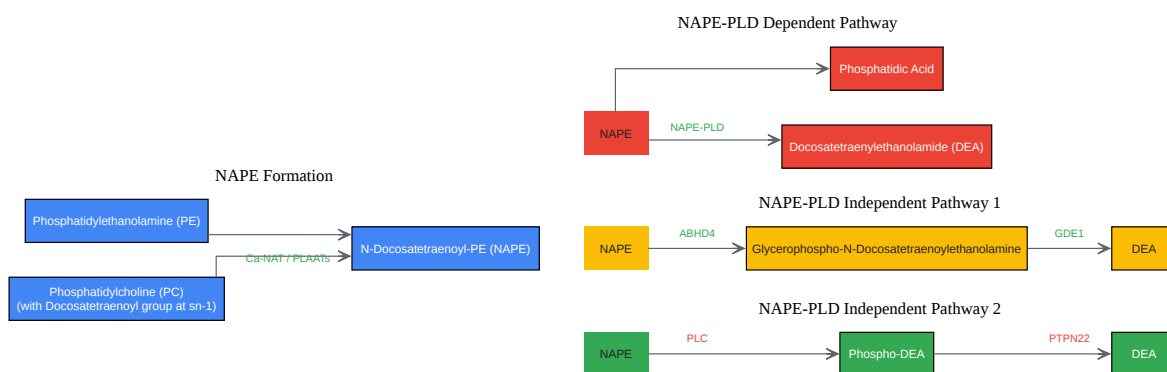 NAPE Formation
Phosphatidylethanolamine (PE)
N-Docosatetraenoyl-PE (NAPE)
Ca-NAT / PLAATs
Phosphatidylcholine (PC)
(with Docosatetraenoyl group at sn-1)
NAPE-PLD Dependent Pathway
Phosphatidic Acid
NAPE
NAPE-PLD
Docosatetraenylethanolamide (DEA)
NAPE-PLD Independent Pathway 1
NAPE
ABHD4
Glycerophospho-N-Docosatetraenoylethanolamine
GDE1
DEA
NAPE-PLD Independent Pathway 2
NAPE
PLC
Phospho-DEA
PTPN22
DEA